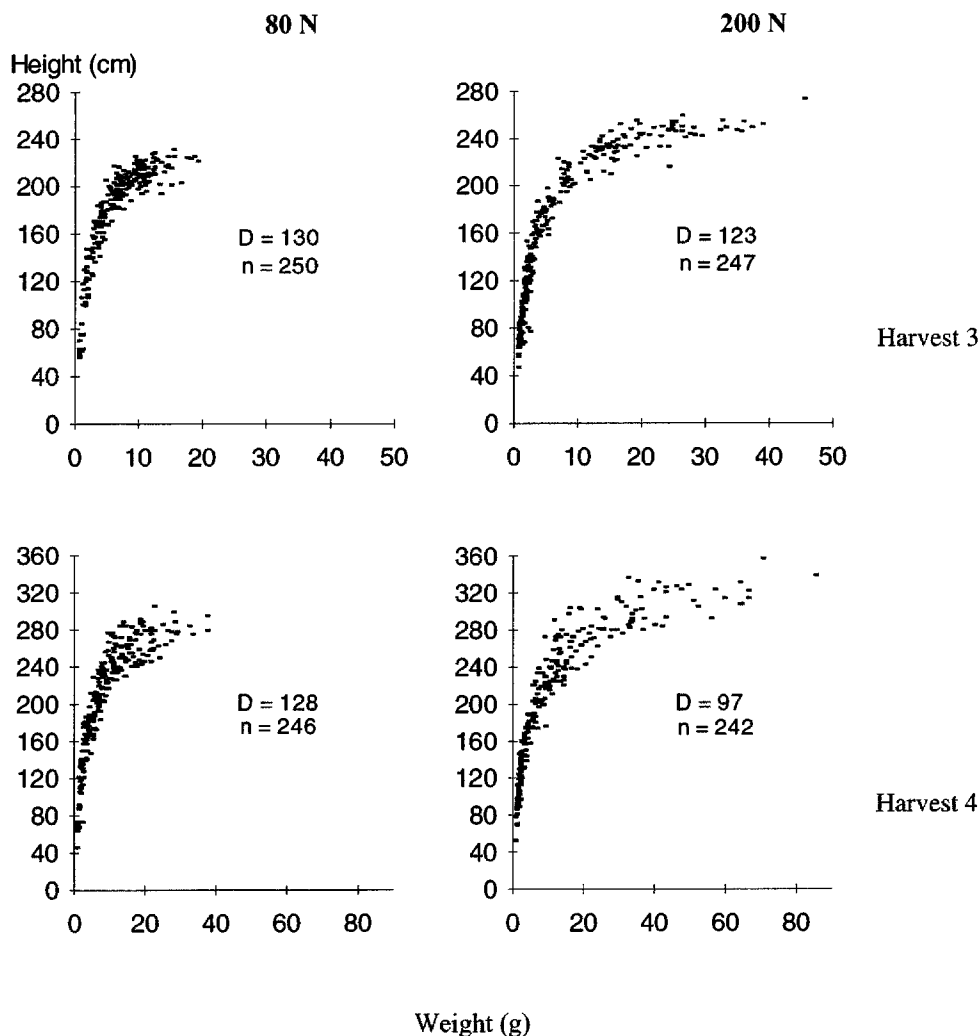 80 N
200 N
Height (cm)
280
240
200
160
120
80
40
0
D = 130
n = 250
0 10 20 30 40 50
280
240
200
160
120
80
40
0
D = 123
n = 247
0 10 20 30 40 50
Harvest 3
360
320
280
240
200
160
120
80
40
0
D = 128
n = 246
0 20 40 60 80
360
320
280
240
200
160
120
80
40
0
D = 97
n = 242
0 20 40 60 80
Harvest 4
Weight (g)